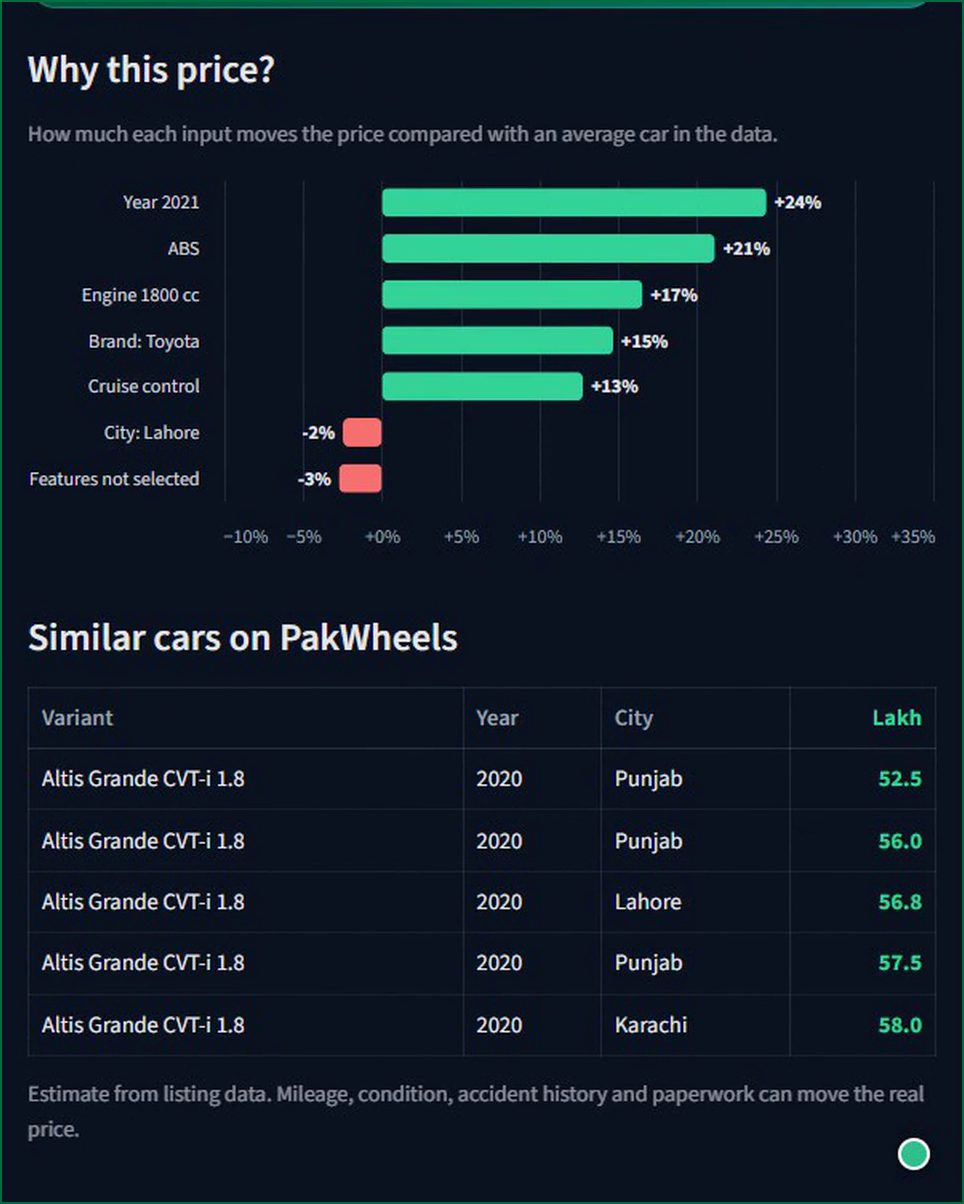 Why this price?
How much each input moves the price compared with an average car in the data.
Year 2021 +24%
ABS +21%
Engine 1800 cc +17%
Brand: Toyota +15%
Cruise control +13%
City: Lahore -2%
Features not selected -3%
−10% −5% +0% +5% +10% +15% +20% +25% +30% +35%
Similar cars on PakWheels
Variant Year City Lakh
Altis Grande CVT-i 1.8 2020 Punjab 52.5
Altis Grande CVT-i 1.8 2020 Punjab 56.0
Altis Grande CVT-i 1.8 2020 Lahore 56.8
Altis Grande CVT-i 1.8 2020 Punjab 57.5
Altis Grande CVT-i 1.8 2020 Karachi 58.0
Estimate from listing data. Mileage, condition, accident history and paperwork can move the real
price.